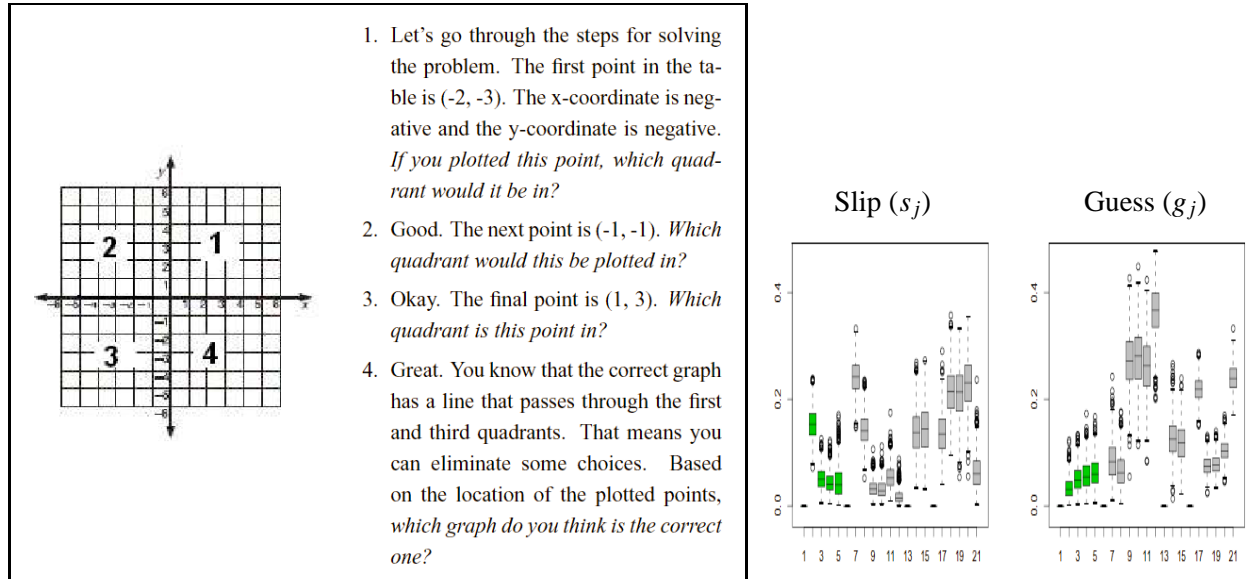 y
2
1
3
4
x
1. Let's go through the steps for solving
the problem. The first point in the ta-
ble is (-2, -3). The x-coordinate is neg-
ative and the y-coordinate is negative.
If you plotted this point, which quad-
rant would it be in?
2. Good. The next point is (-1, -1). Which
quadrant would this be plotted in?
3. Okay. The final point is (1, 3). Which
quadrant is this point in?
4. Great. You know that the correct graph
has a line that passes through the first
and third quadrants. That means you
can eliminate some choices. Based
on the location of the plotted points,
which graph do you think is the correct
one?
Slip (s_j)
0.4
0.2
0.0
1 3 5 7 9 11 13 15 17 19 21
Guess (g_j)
0.4
0.2
0.0
1 3 5 7 9 11 13 15 17 19 21